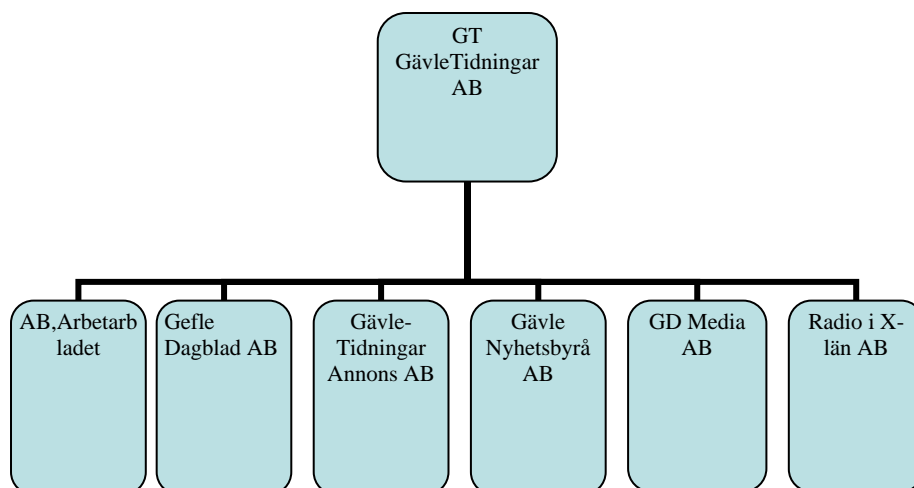 GT
GävleTidningar
AB
AB,Arbetarb
ladet
Gefle
Dagblad AB
Gävle-
Tidningar
Annons AB
Gävle
Nyhetsbyrå
AB
GD Media
AB
Radio i X-
län AB